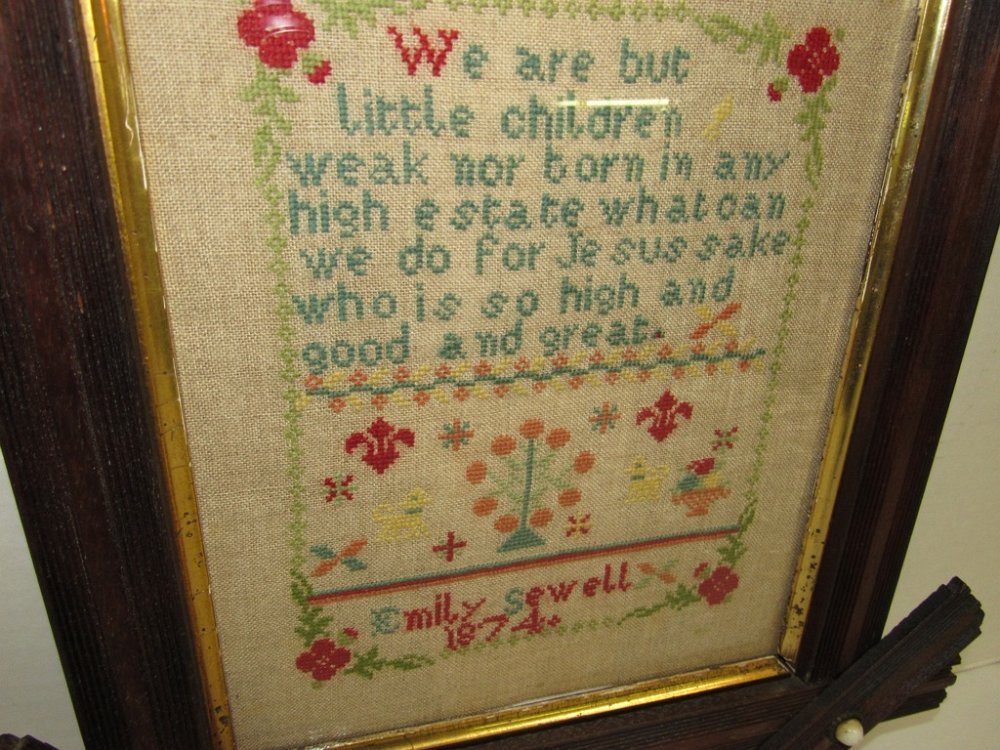 We are but
little children
weak nor born in any
high estate what can
we do for Jesus sake
who is so high and
good and great.
Emily Sewell
1874.